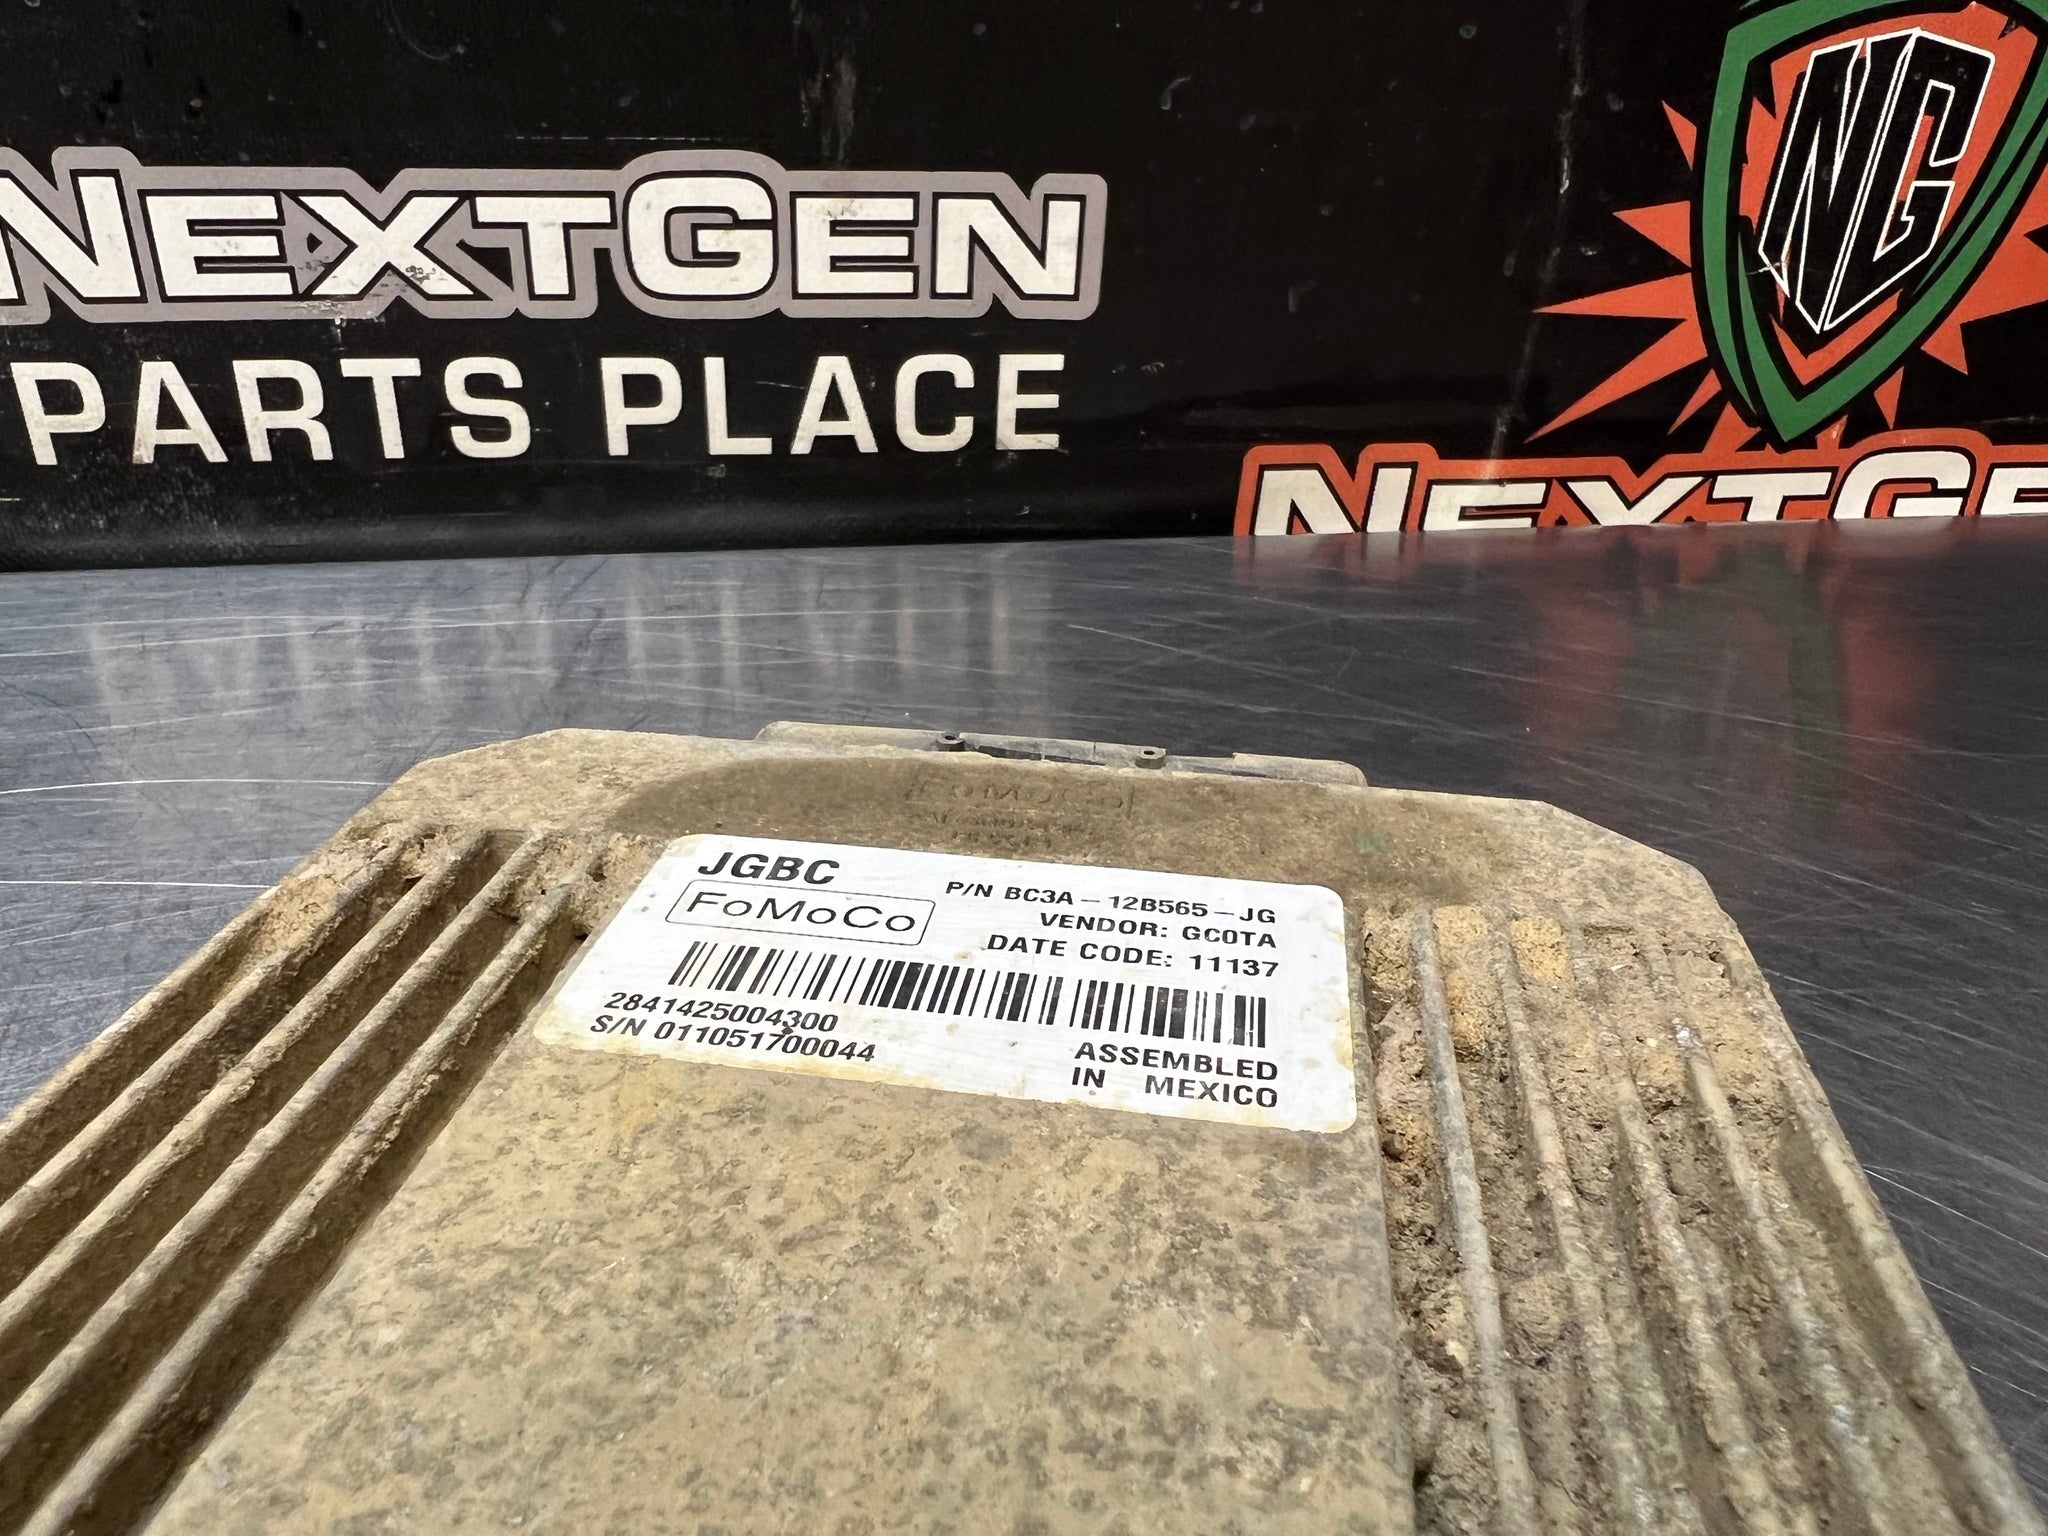 NEXTGEN
PARTS PLACE
NG
NEXTGE
JGBC
FoMoCo
P/N BC3A-12B565-JG
VENDOR: GC0TA
DATE CODE: 11137
2841425004300
S/N 011051700044
ASSEMBLED
IN MEXICO